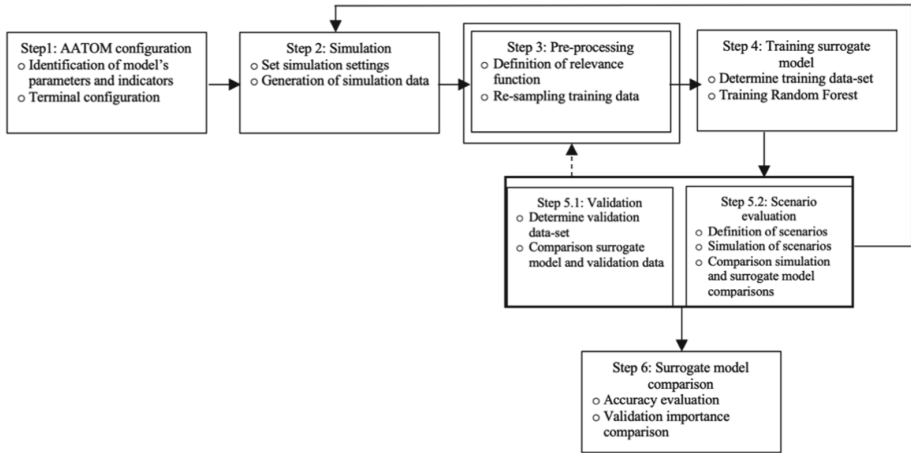 Step1: AATOM configuration
○ Identification of model's
parameters and indicators
○ Terminal configuration
Step 2: Simulation
○ Set simulation settings
○ Generation of simulation data
Step 3: Pre-processing
○ Definition of relevance
function
○ Re-sampling training data
Step 4: Training surrogate
model
○ Determine training data-set
○ Training Random Forest
Step 5.1: Validation
○ Determine validation
data-set
○ Comparison surrogate
model and validation data
Step 5.2: Scenario
evaluation
○ Definition of scenarios
○ Simulation of scenarios
○ Comparison simulation
and surrogate model
comparisons
Step 6: Surrogate model
comparison
○ Accuracy evaluation
○ Validation importance
comparison